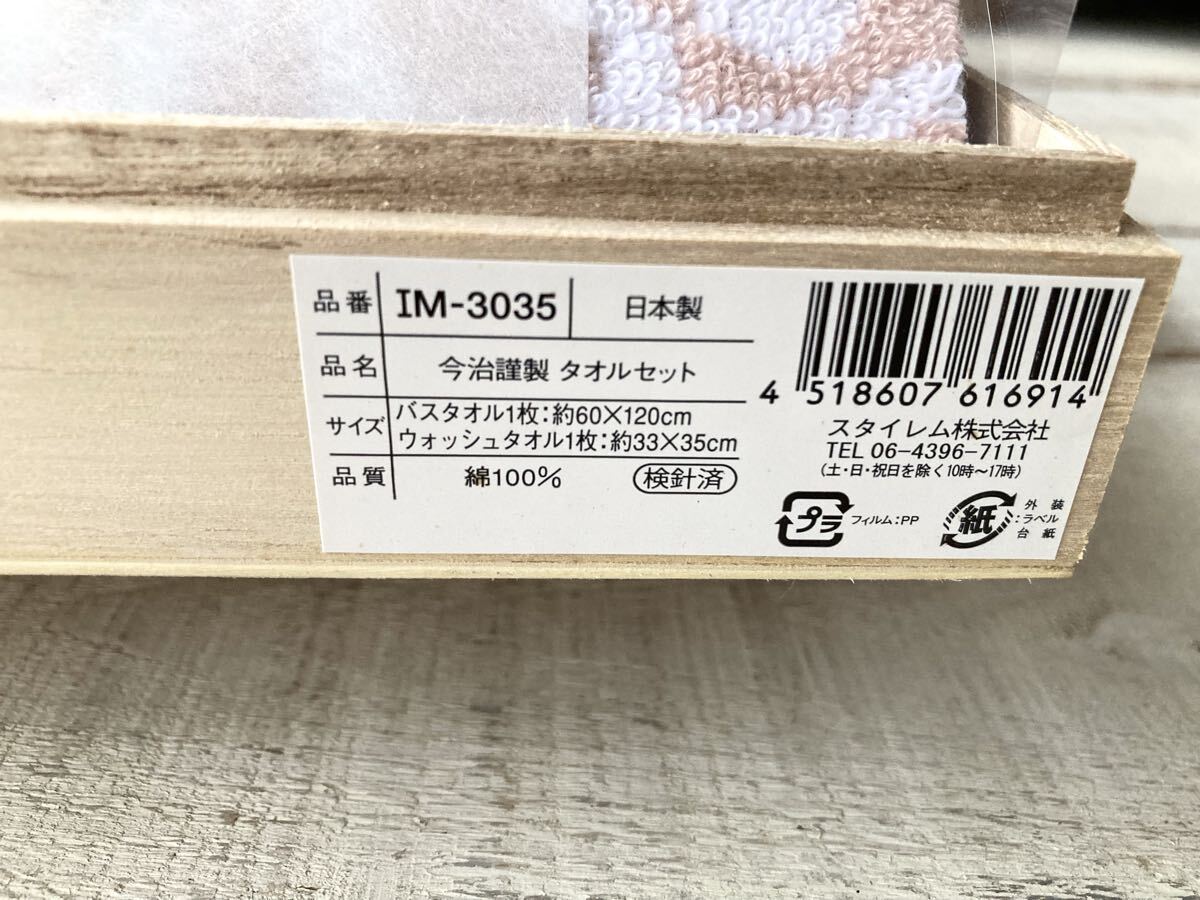 品番 IM-3035 日本製
品名 今治謹製 タオルセット
サイズ バスタオル1枚:約60×120cm
ウォッシュタオル1枚:約33×35cm
品質 綿100% 検針済
4 518607 616914
スタイレム株式会社
TEL 06-4396-7111
(土・日・祝日を除く10時~17時)
プラ フィルム:PP
紙 外装
:ラベル
台紙